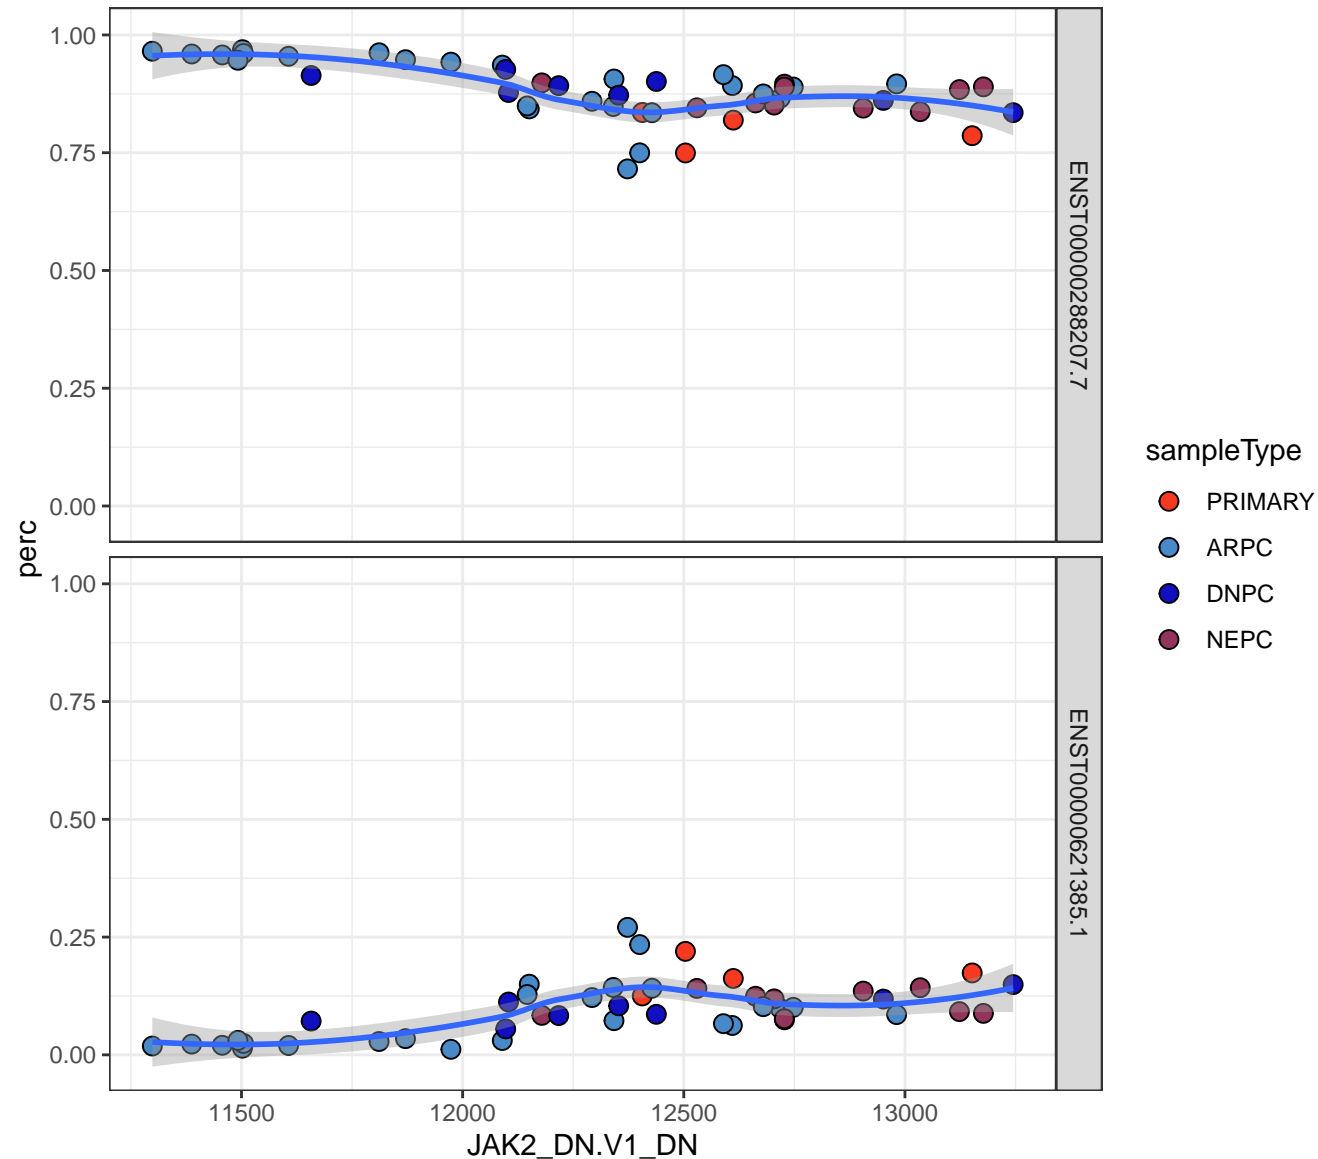 1.00
0.75
0.50
0.25
0.00
ENST00000288207.7
perc
1.00
0.75
0.50
0.25
0.00
ENST00000621385.1
11500 12000 12500 13000
JAK2_DN.V1_DN
sampleType
PRIMARY
ARPC
DNPC
NEPC